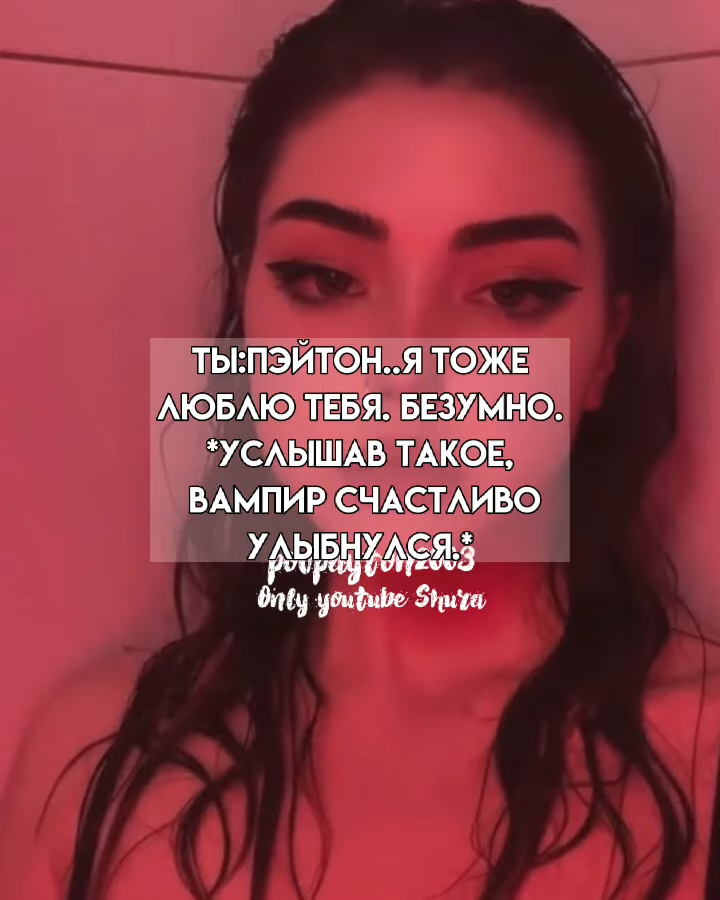 ТЫ:ПЭЙТОН..Я ТОЖЕ
ЛЮБЛЮ ТЕБЯ. БЕЗУМНО.
*УСЛЫШАВ ТАКОЕ,
ВАМПИР СЧАСТЛИВО
УЛЫБНУЛСЯ.*
Only youtube Shura